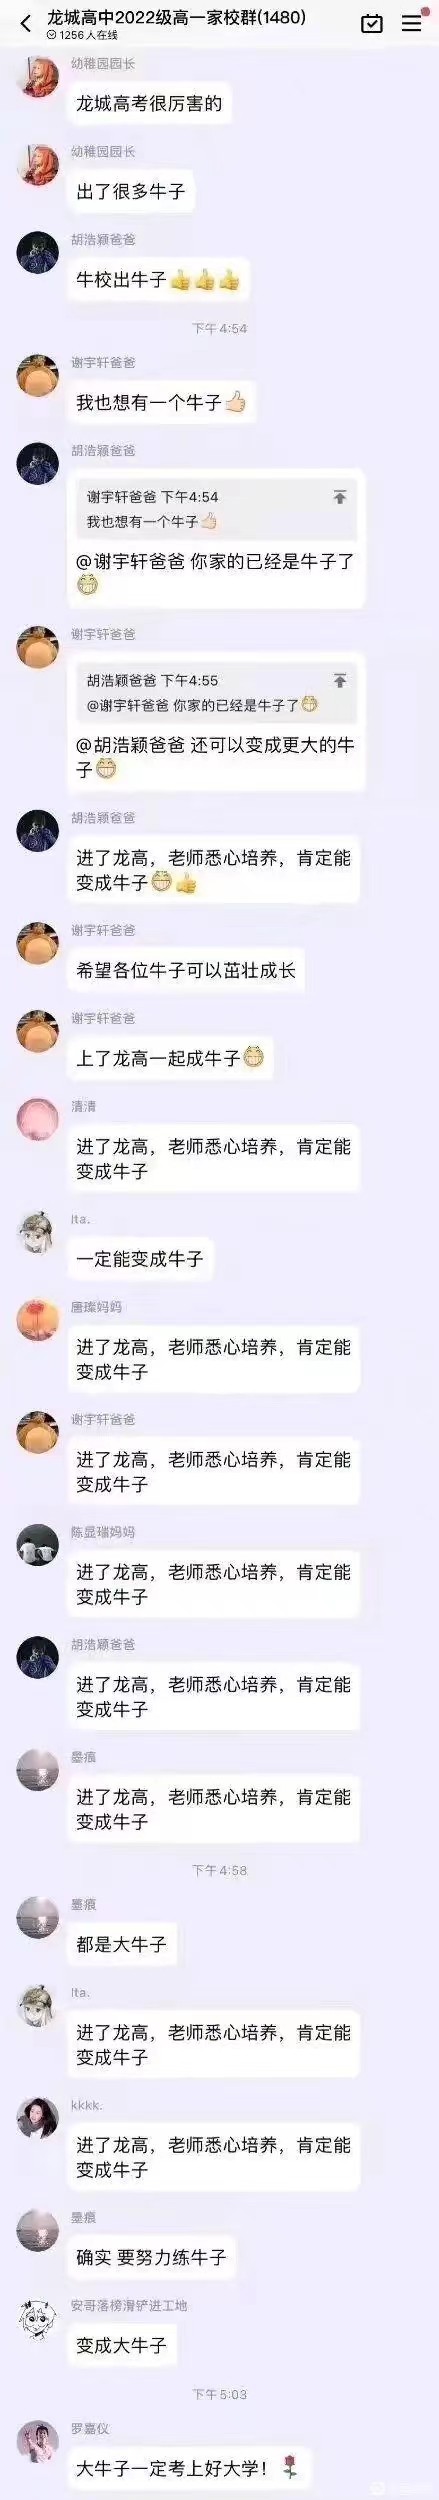 龙城高中2022级高一家校群(1480)
1256人在线
幼稚园园长
龙城高考很厉害的
幼稚园园长
出了很多牛子
胡浩颖爸爸
牛校出牛子👍👍👍
下午4:54
谢宇轩爸爸
我也想有一个牛子👍🏻
胡浩颖爸爸
谢宇轩爸爸 下午4:54
我也想有一个牛子👍🏻
@谢宇轩爸爸 你家的已经是牛子了
😁
谢宇轩爸爸
胡浩颖爸爸 下午4:55
@谢宇轩爸爸 你家的已经是牛子了😁
@胡浩颖爸爸 还可以变成更大的牛
子😁
胡浩颖爸爸
进了龙高，老师悉心培养，肯定能
变成牛子😁👍
谢宇轩爸爸
希望各位牛子可以茁壮成长
谢宇轩爸爸
上了龙高一起成牛子😁
清清
进了龙高，老师悉心培养，肯定能
变成牛子
Ita.
一定能变成牛子
唐璨妈妈
进了龙高，老师悉心培养，肯定能
变成牛子
谢宇轩爸爸
进了龙高，老师悉心培养，肯定能
变成牛子
陈显瑞妈妈
进了龙高，老师悉心培养，肯定能
变成牛子
胡浩颖爸爸
进了龙高，老师悉心培养，肯定能
变成牛子
墨痕
进了龙高，老师悉心培养，肯定能
变成牛子
下午4:58
墨痕
都是大牛子
Ita.
进了龙高，老师悉心培养，肯定能
变成牛子
kkkk.
进了龙高，老师悉心培养，肯定能
变成牛子
墨痕
确实 要努力练牛子
安哥落榜滑铲进工地
变成大牛子
下午5:03
罗嘉仪
大牛子一定考上好大学！🌹